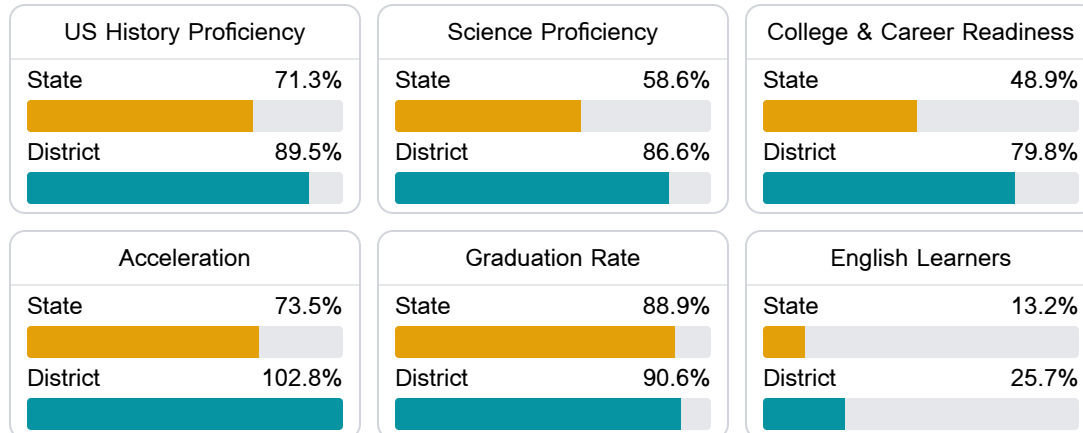 US History Proficiency
State 71.3%
District 89.5%
Science Proficiency
State 58.6%
District 86.6%
College & Career Readiness
State 48.9%
District 79.8%
Acceleration
State 73.5%
District 102.8%
Graduation Rate
State 88.9%
District 90.6%
English Learners
State 13.2%
District 25.7%